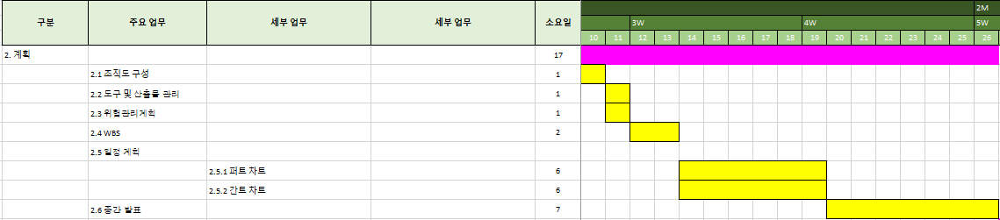 2M
구분 주요 업무 세부 업무 세부 업무 소요일 3W 4W 5W
10 11 12 13 14 15 16 17 18 19 20 21 22 23 24 25 26
2. 계획 17
2.1 조직도 구성 1
2.2 도구 및 산출물 관리 1
2.3 위험관리계획 1
2.4 WBS 2
2.5 일정 계획
2.5.1 퍼트 차트 6
2.5.2 간트 차트 6
2.6 중간 발표 7